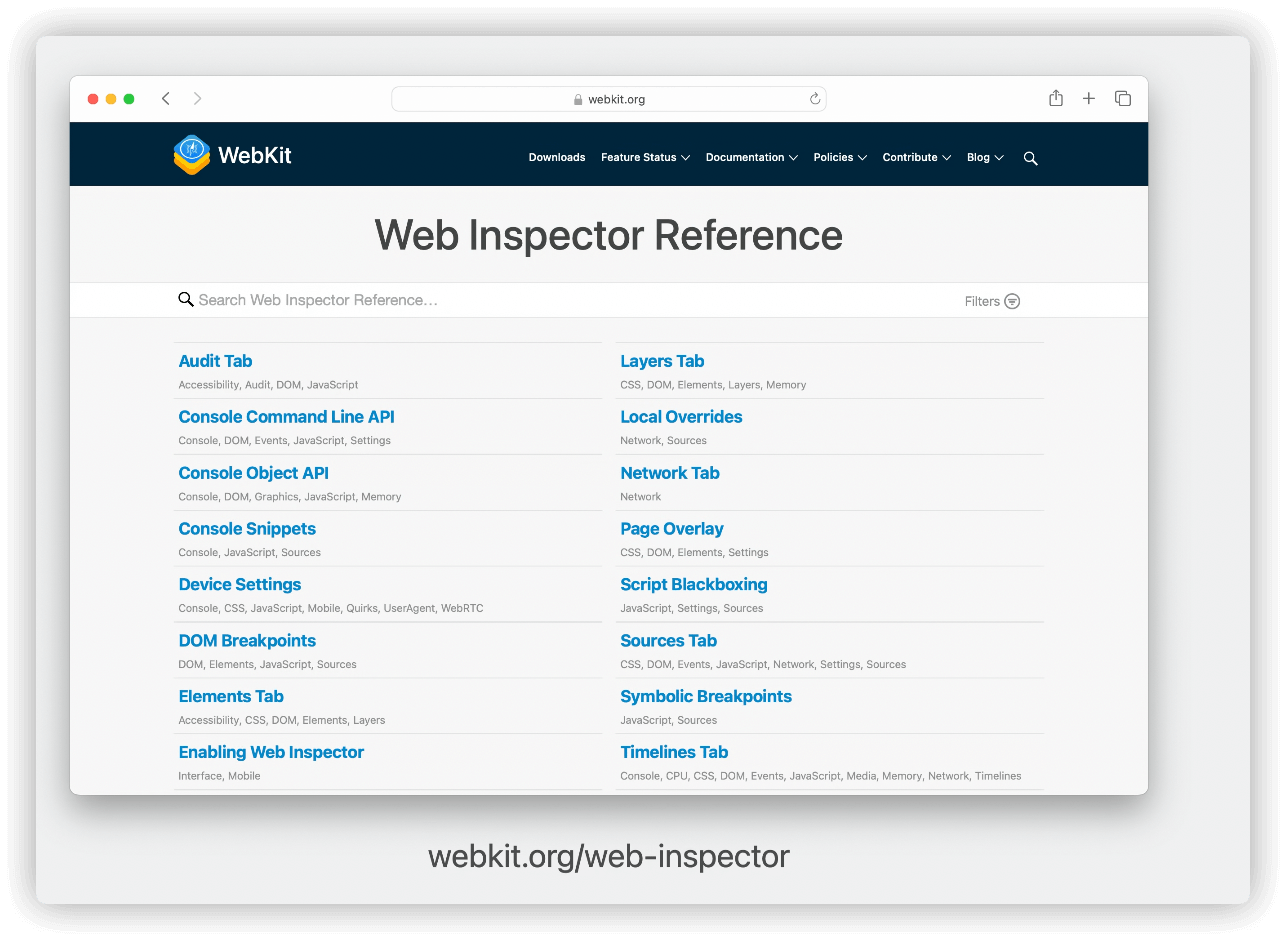 webkit.org
WebKit
Downloads Feature Status Documentation Policies Contribute Blog
Web Inspector Reference
Search Web Inspector Reference...
Filters
Audit Tab
Accessibility, Audit, DOM, JavaScript
Console Command Line API
Console, DOM, Events, JavaScript, Settings
Console Object API
Console, DOM, Graphics, JavaScript, Memory
Console Snippets
Console, JavaScript, Sources
Device Settings
Console, CSS, JavaScript, Mobile, Quirks, UserAgent, WebRTC
DOM Breakpoints
DOM, Elements, JavaScript, Sources
Elements Tab
Accessibility, CSS, DOM, Elements, Layers
Enabling Web Inspector
Interface, Mobile
Layers Tab
CSS, DOM, Elements, Layers, Memory
Local Overrides
Network, Sources
Network Tab
Network
Page Overlay
CSS, DOM, Elements, Settings
Script Blackboxing
JavaScript, Settings, Sources
Sources Tab
CSS, DOM, Events, JavaScript, Network, Settings, Sources
Symbolic Breakpoints
JavaScript, Sources
Timelines Tab
Console, CPU, CSS, DOM, Events, JavaScript, Media, Memory, Network, Timelines
webkit.org/web-inspector